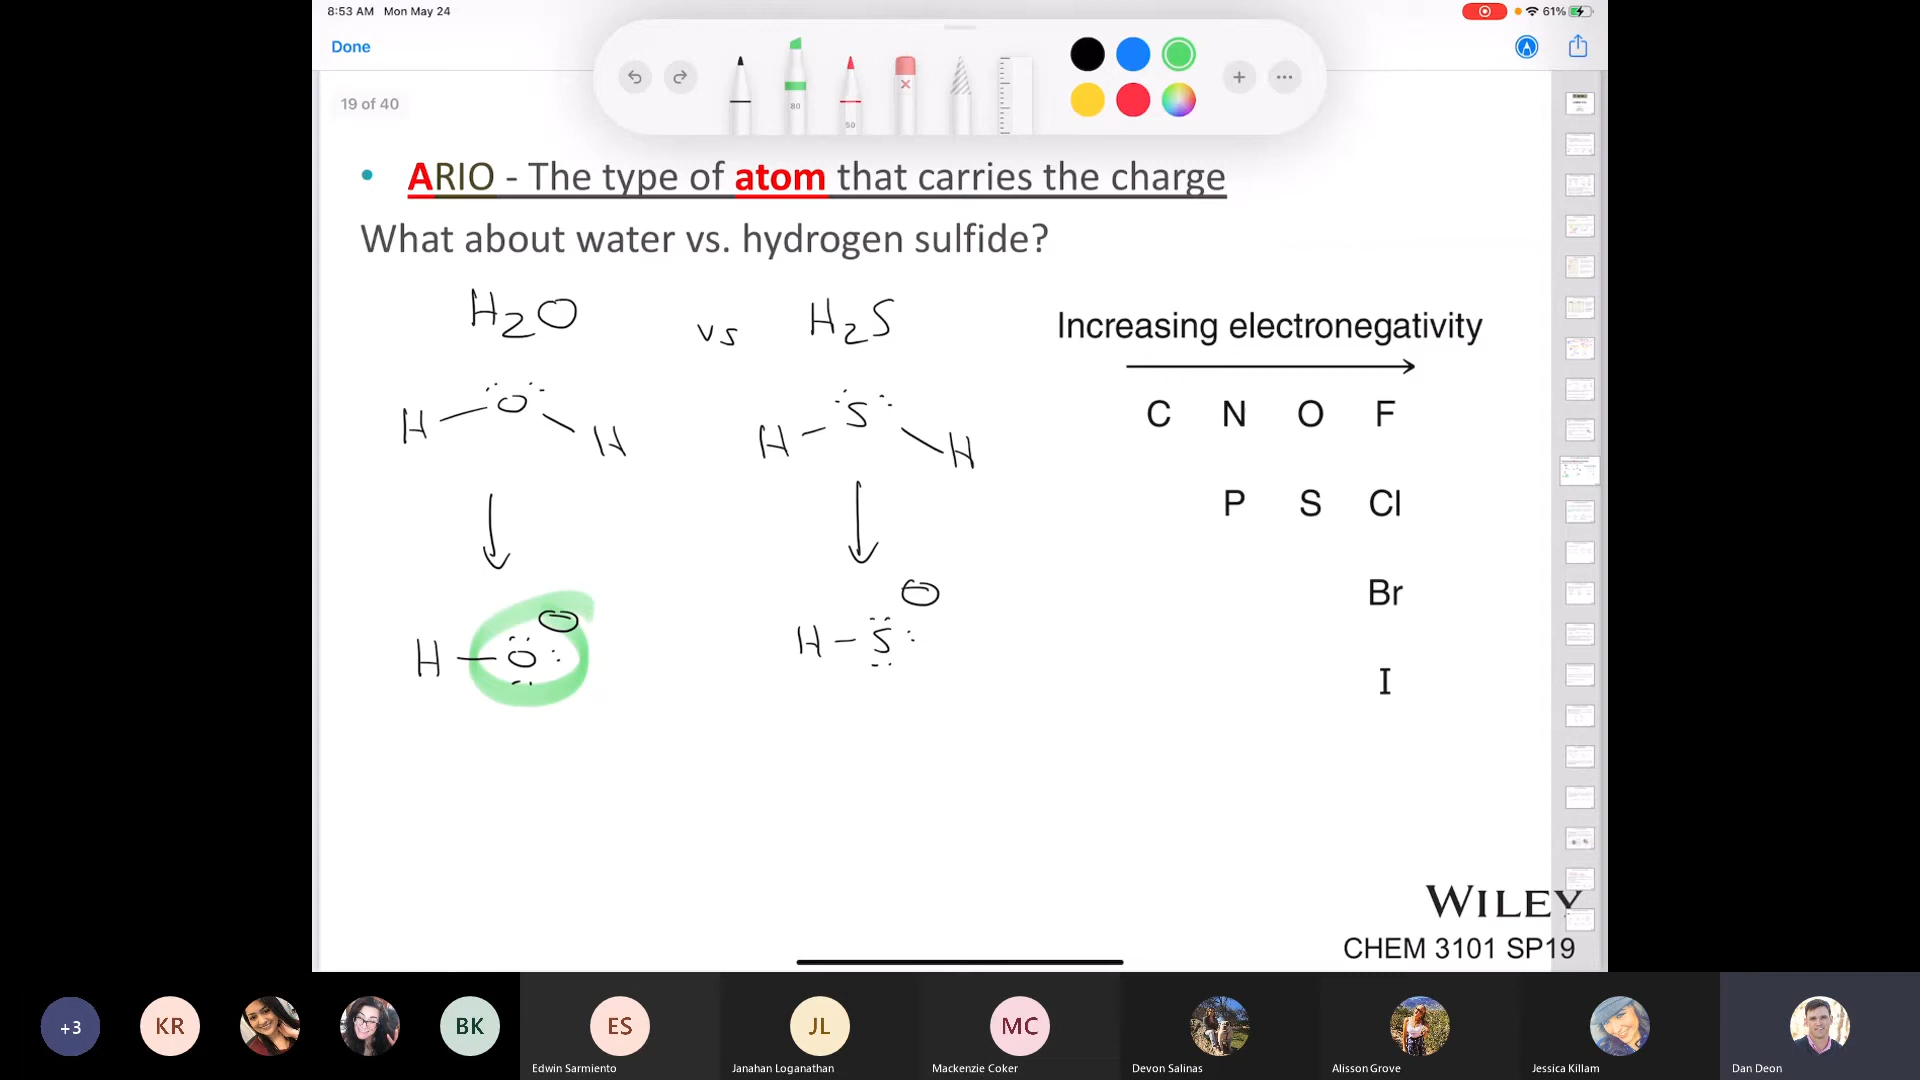 8:53 AM Mon May 24
61%
Done
80
50
19 of 40
• ARIO - The type of atom that carries the charge
What about water vs. hydrogen sulfide?
H2O vs H2S
Increasing electronegativity
H O H
H S H
C N O F
P S Cl
Br
H - O
H - S
I
WILEY
CHEM 3101 SP19
+3 KR BK ES JL MC
Edwin Sarmiento Janahan Loganathan Mackenzie Coker Devon Salinas Alisson Grove Jessica Killam Dan Deon